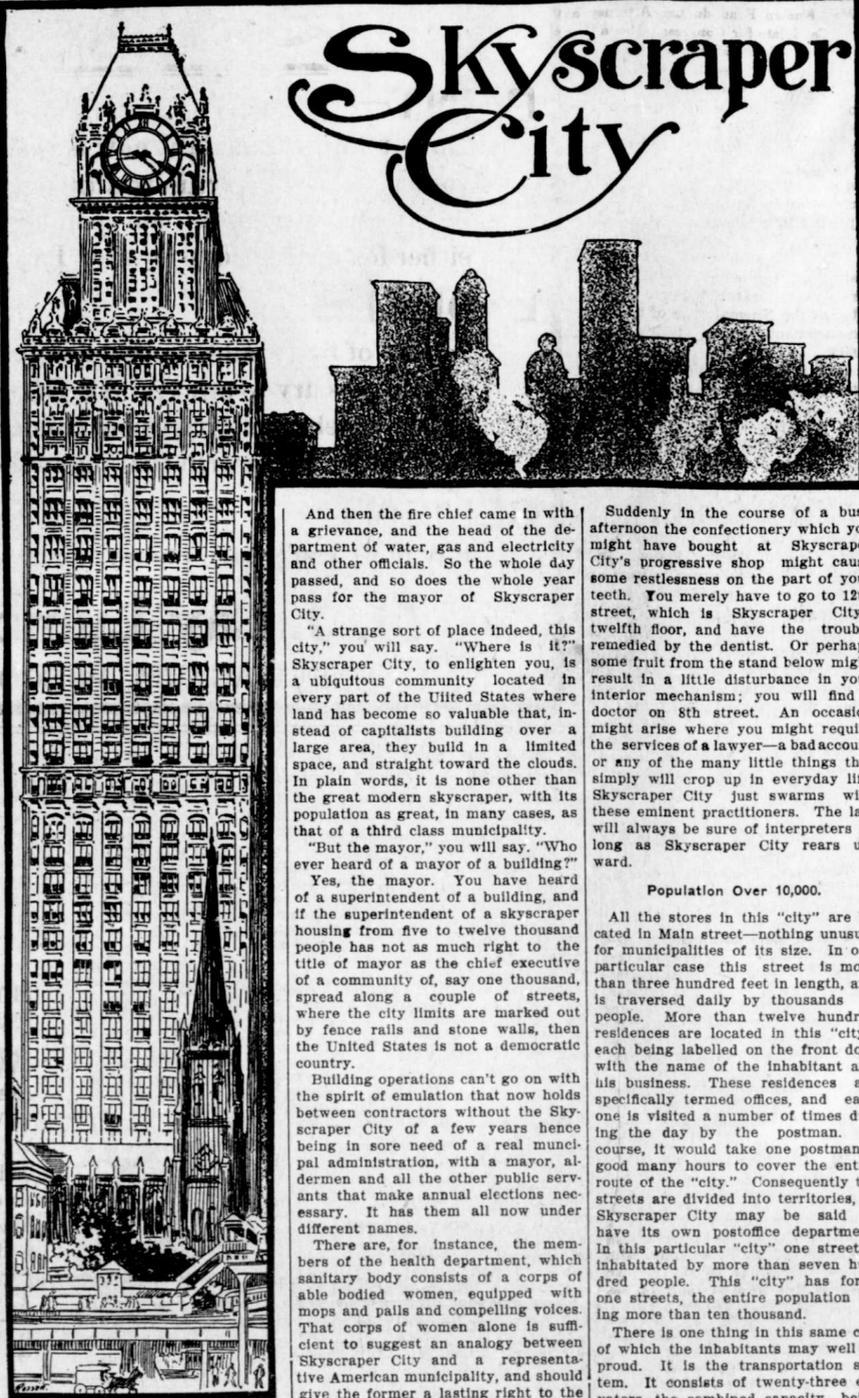 Skyscraper
City
And then the fire chief came in with
a grievance, and the head of the de-
partment of water, gas and electricity
and other officials. So the whole day
passed, and so does the whole year
pass for the mayor of Skyscraper
City.
"A strange sort of place indeed, this
city," you will say. "Where is it?"
Skyscraper City, to enlighten you, is
a ubiquitous community located in
every part of the Uiited States where
land has become so valuable that, in-
stead of capitalists building over a
large area, they build in a limited
space, and straight toward the clouds.
In plain words, it is none other than
the great modern skyscraper, with its
population as great, in many cases, as
that of a third class municipality.
"But the mayor," you will say. "Who
ever heard of a mayor of a building?"
Yes, the mayor. You have heard
of a superintendent of a building, and
if the superintendent of a skyscraper
housing from five to twelve thousand
people has not as much right to the
title of mayor as the chief executive
of a community of, say one thousand,
spread along a couple of streets,
where the city limits are marked out
by fence rails and stone walls, then
the United States is not a democratic
country.
Building operations can't go on with
the spirit of emulation that now holds
between contractors without the Sky-
scraper City of a few years hence
being in sore need of a real munci-
pal administration, with a mayor, al-
dermen and all the other public serv-
ants that make annual elections nec-
essary. It has them all now under
different names.
There are, for instance, the mem-
bers of the health department, which
sanitary body consists of a corps of
able bodied women, equipped with
mops and pails and compelling voices.
That corps of women alone is suffi-
cient to suggest an analogy between
Skyscraper City and a representa-
tive American municipality, and should
give the former a lasting right to the
Suddenly in the course of a
afternoon the confectionery which
might have bought at
City's progressive shop might
some restlessness on the part of
teeth. You merely have to go to
street, which is Skyscraper
twelfth floor, and have the
remedied by the dentist. Or
some fruit from the stand below
result in a little disturbance in
interior mechanism; you will find
doctor on 8th street. An
might arise where you might
the services of a lawyer—a bad
or any of the many little things
simply will crop up in everyday
Skyscraper City just swarms
these eminent practitioners. The
will always be sure of interpreters
long as Skyscraper City rears
ward.
Population Over 10,000.
All the stores in this "city" are
cated in Main street—nothing
for municipalities of its size. In
particular case this street is
than three hundred feet in length,
is traversed daily by thousands
people. More than twelve
residences are located in this
each being labelled on the front
with the name of the inhabitant
his business. These residences
specifically termed offices, and
one is visited a number of times
ing the day by the postman.
course, it would take one postman
good many hours to cover the
route of the "city." Consequently
streets are divided into territories,
Skyscraper City may be said
have its own postoffice
In this particular "city" one street
inhabitated by more than seven
dred people. This "city" has
one streets, the entire population
ing more than ten thousand.
There is one thing in this same
of which the inhabitants may well
proud. It is the transportation
tem. It consists of twenty-three